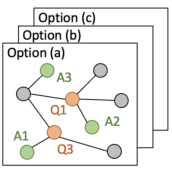 Option (c)
Option (b)
Option (a)
A3
Q1
A2
A1
Q3